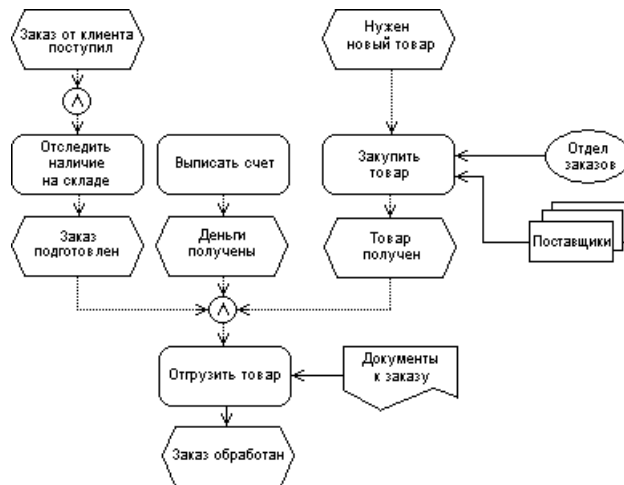 Заказ от клиента
поступил
Нужен
новый товар
Λ
Отследить
наличие
на складе
Выписать счет
Закупить
товар
Отдел
заказов
Заказ
подготовлен
Деньги
получены
Товар
получен
Поставщики
Λ
Отгрузить товар
Документы
к заказу
Заказ обработан